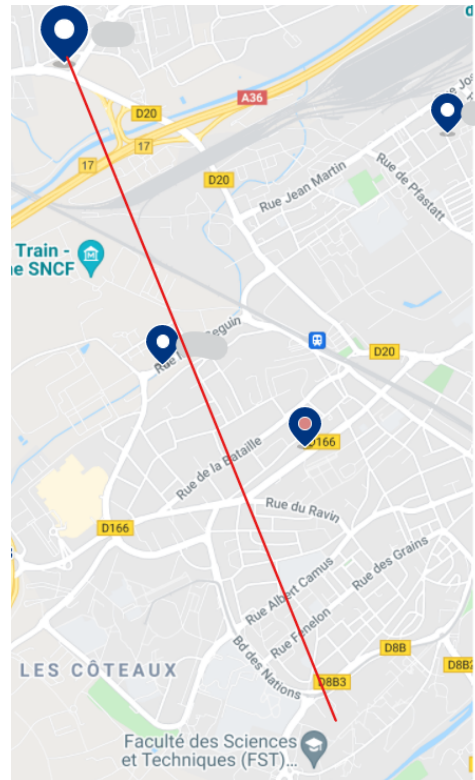 A36
D20
17
17
D20
Rue Jean Martin
Rue de Pfastatt
Train -
ne SNCF
D20
Rue de la Bataille
D166
Rue du Ravin
D166
Rue Albert Camus
Rue des Grains
Rue Fenelon
Bd des Nations
D8B
D8B3
LES CÔTEAUX
Faculté des Sciences
et Techniques (FST)...